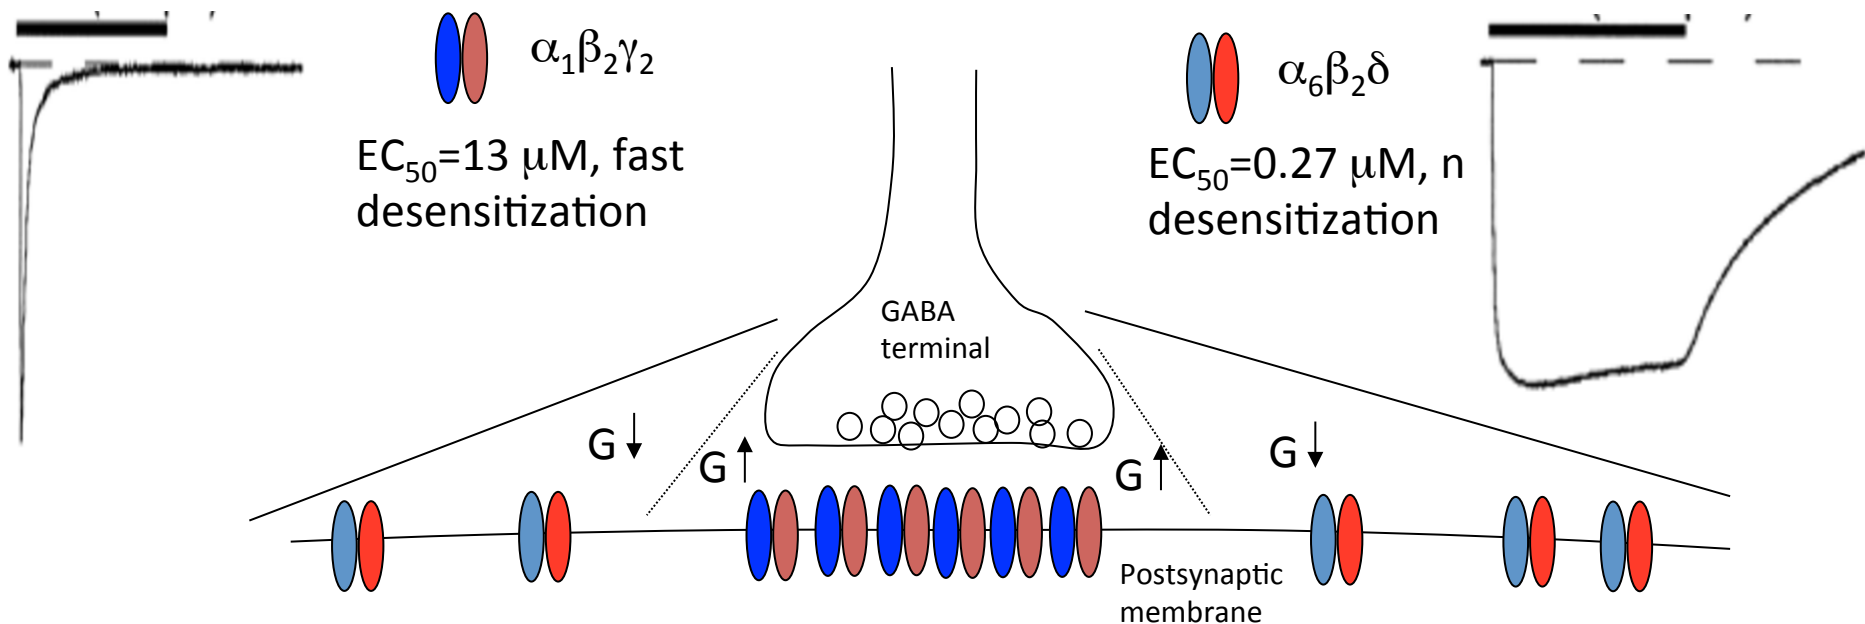 α₁β₂γ₂
EC₅₀=13 μM, fast
desensitization
α₆β₂δ
EC₅₀=0.27 μM, n
desensitization
GABA
terminal
G↓
G↑
G↑
G↓
Postsynaptic
membrane